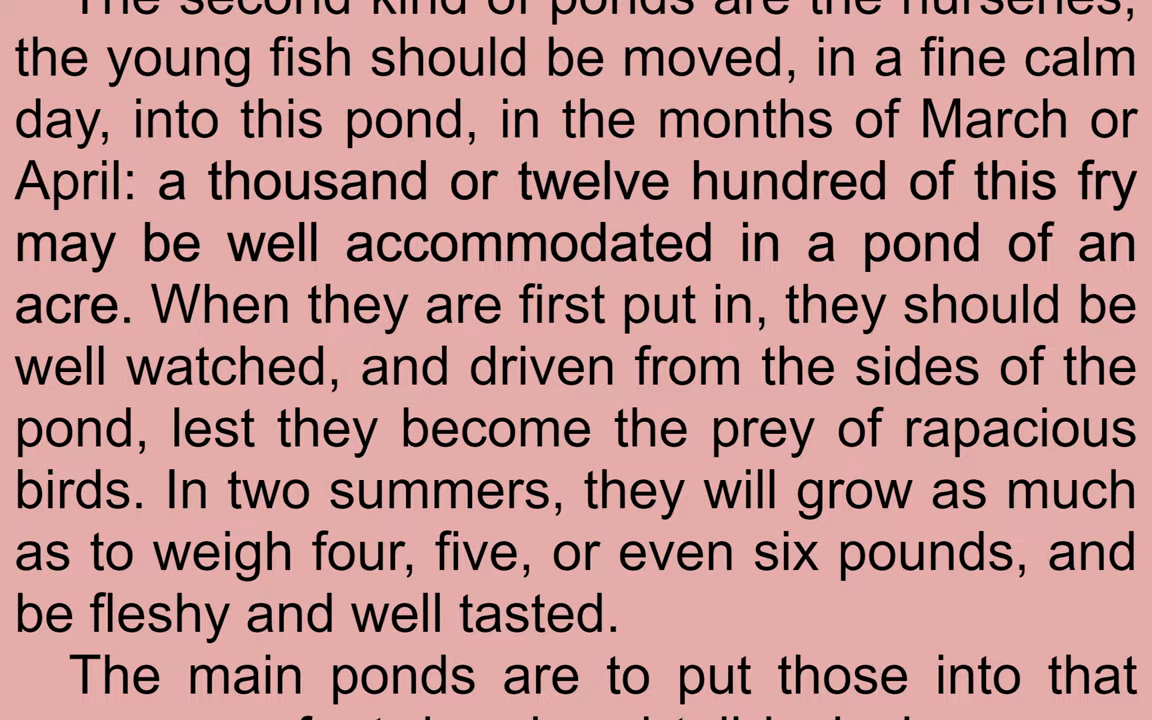 The second kind of ponds are the nurseries;
the young fish should be moved, in a fine calm
day, into this pond, in the months of March or
April: a thousand or twelve hundred of this fry
may be well accommodated in a pond of an
acre. When they are first put in, they should be
well watched, and driven from the sides of the
pond, lest they become the prey of rapacious
birds. In two summers, they will grow as much
as to weigh four, five, or even six pounds, and
be fleshy and well tasted.
The main ponds are to put those into that